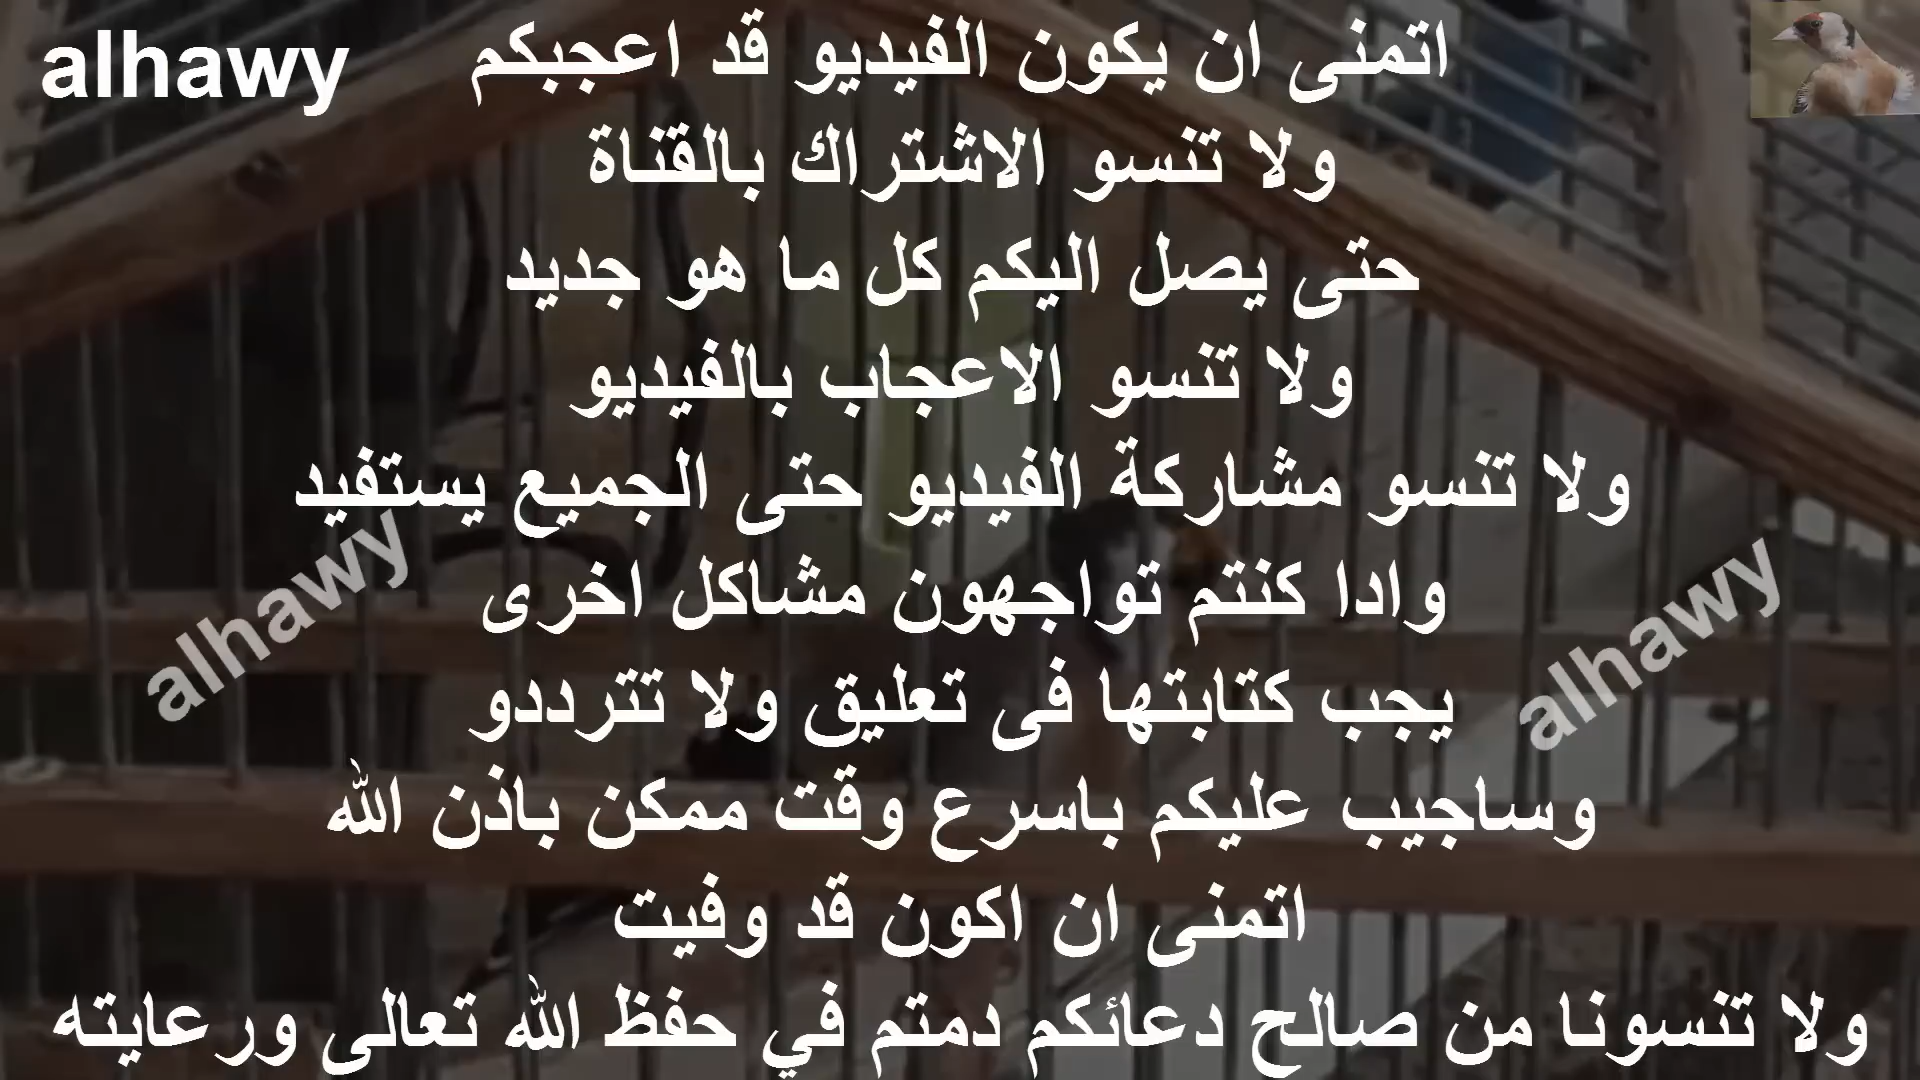 alhawy
اتمنى ان يكون الفيديو قد اعجبكم
ولا تنسو الاشتراك بالقناة
حتى يصل اليكم كل ما هو جديد
ولا تنسو الاعجاب بالفيديو
ولا تنسو مشاركة الفيديو حتى الجميع يستفيد
وادا كنتم تواجهون مشاكل اخرى
يجب كتابتها فى تعليق ولا تترددو
وساجيب عليكم باسرع وقت ممكن باذن الله
اتمنى ان اكون قد وفيت
ولا تنسونا من صالح دعائكم دمتم في حفظ الله تعالى ورعايته
alhawy
alhawy